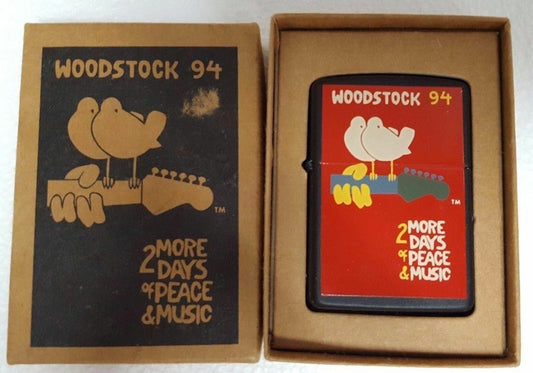 WOODSTOCK 94
TM
2 MORE
DAYS
of PEACE
& MUSIC
WOODSTOCK 94
TM
2 MORE
DAYS
of PEACE
& MUSIC